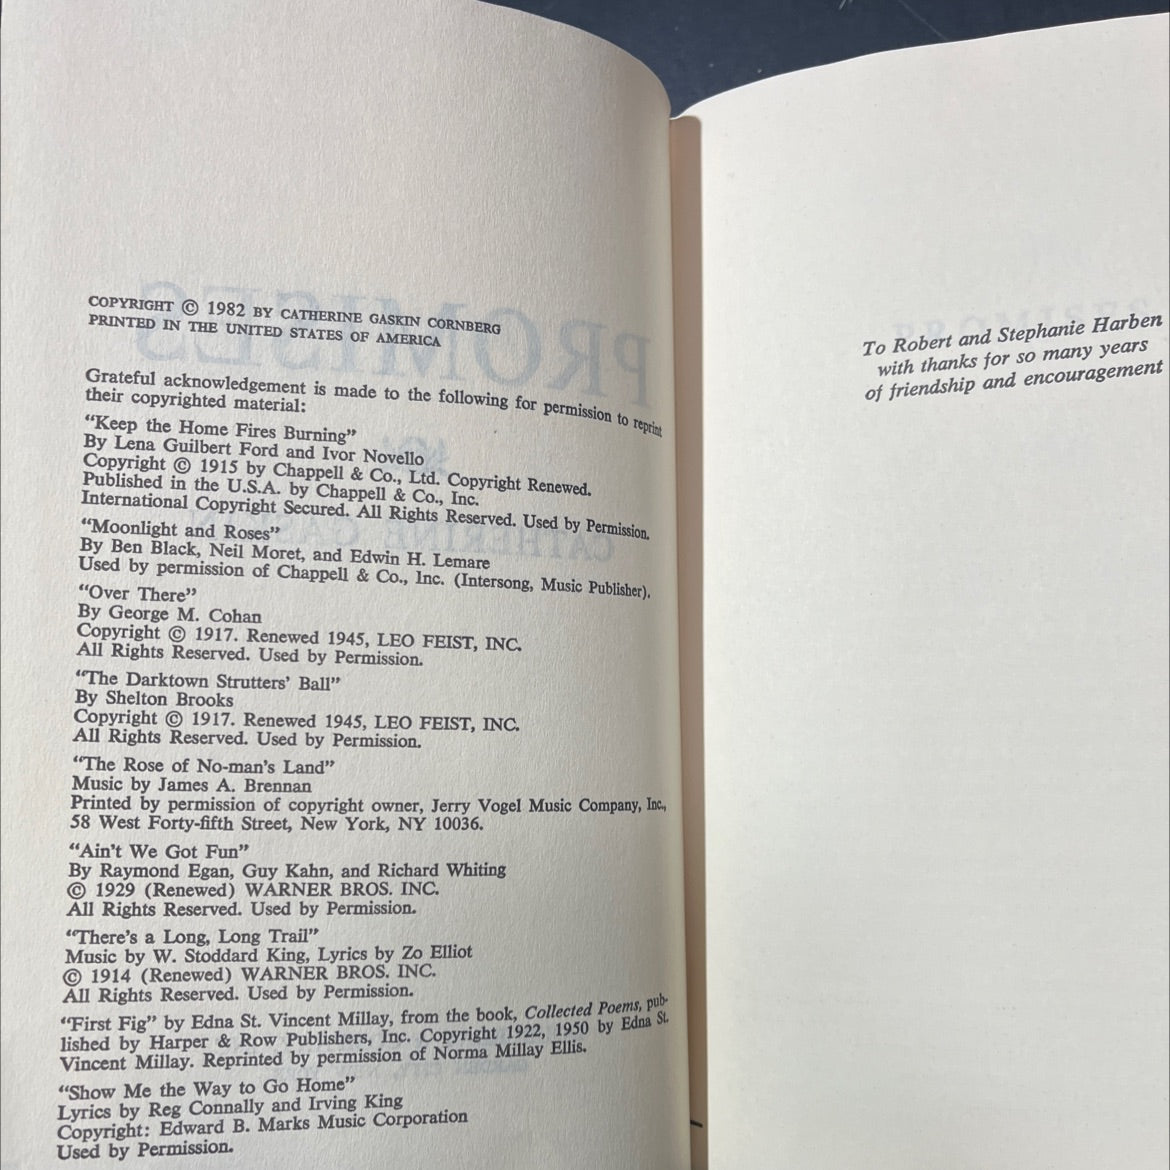 COPYRIGHT © 1982 BY CATHERINE GASKIN CORNBERG
PRINTED IN THE UNITED STATES OF AMERICA
Grateful acknowledgement is made to the following for permission to reprint
their copyrighted material:
“Keep the Home Fires Burning”
By Lena Guilbert Ford and Ivor Novello
Copyright © 1915 by Chappell & Co., Ltd. Copyright Renewed.
Published in the U.S.A. by Chappell & Co., Inc.
International Copyright Secured. All Rights Reserved. Used by Permission.
“Moonlight and Roses”
By Ben Black, Neil Moret, and Edwin H. Lemare
Used by permission of Chappell & Co., Inc. (Intersong, Music Publisher).
“Over There”
By George M. Cohan
Copyright © 1917. Renewed 1945, LEO FEIST, INC.
All Rights Reserved. Used by Permission.
“The Darktown Strutters’ Ball”
By Shelton Brooks
Copyright © 1917. Renewed 1945, LEO FEIST, INC.
All Rights Reserved. Used by Permission.
“The Rose of No-man’s Land”
Music by James A. Brennan
Printed by permission of copyright owner, Jerry Vogel Music Company, Inc.,
58 West Forty-fifth Street, New York, NY 10036.
“Ain’t We Got Fun”
By Raymond Egan, Guy Kahn, and Richard Whiting
© 1929 (Renewed) WARNER BROS. INC.
All Rights Reserved. Used by Permission.
“There’s a Long, Long Trail”
Music by W. Stoddard King, Lyrics by Zo Elliot
© 1914 (Renewed) WARNER BROS. INC.
All Rights Reserved. Used by Permission.
“First Fig” by Edna St. Vincent Millay, from the book, Collected Poems, pub-
lished by Harper & Row Publishers, Inc. Copyright 1922, 1950 by Edna St.
Vincent Millay. Reprinted by permission of Norma Millay Ellis.
“Show Me the Way to Go Home”
Lyrics by Reg Connally and Irving King
Copyright: Edward B. Marks Music Corporation
Used by Permission.
To Robert and Stephanie Harben
with thanks for so many years
of friendship and encouragement